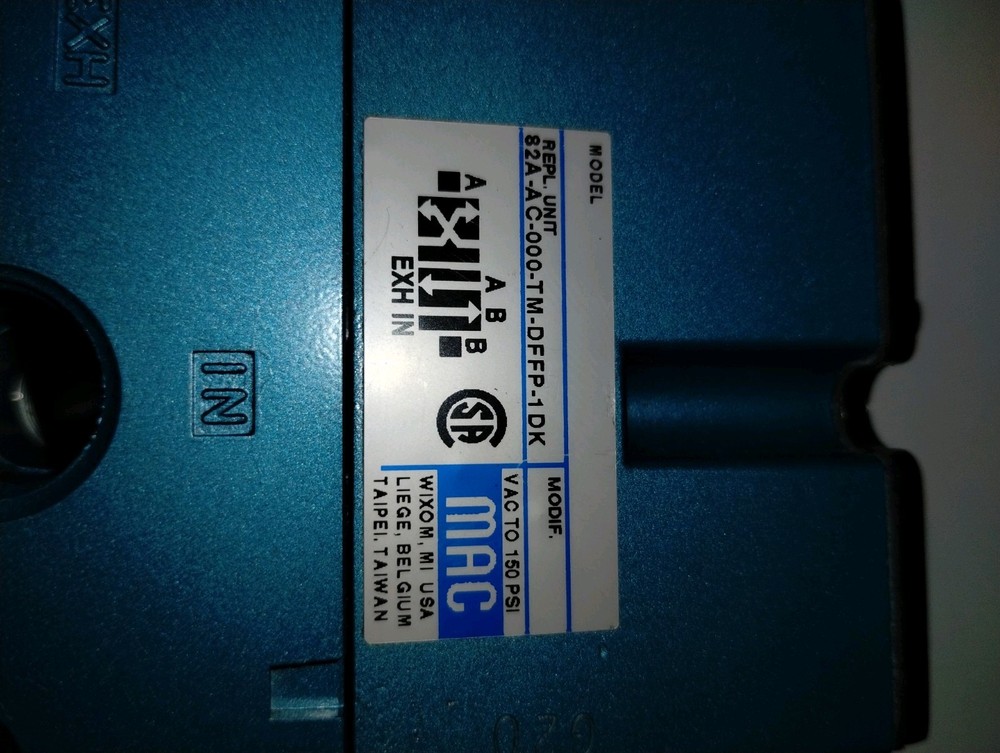 EXH
IN
MODEL
REPL. UNIT
82A-AC-000-TM-DFFP-1DK
MODIF.
VAC TO 150 PSI
A B
A
B
EXH IN
SA
MAC
WIXOM, MI USA
LIEGE, BELGIUM
TAIPEI, TAIWAN